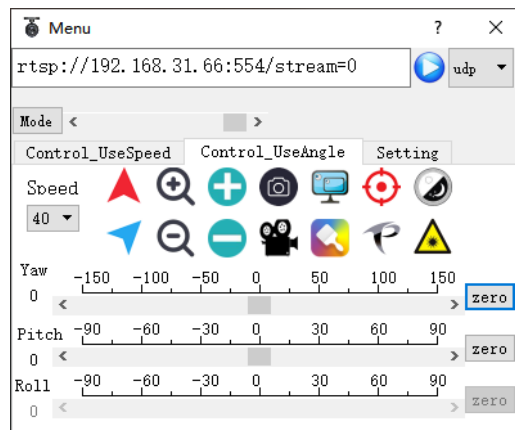 Menu ?
rtsp://192.168.31.66:554/stream=0 udp
Mode
Control_UseSpeed Control_UseAngle Setting
Speed
40
Yaw -150 -100 -50 0 50 100 150
0 zero
Pitch -90 -60 -30 0 30 60 90
0 zero
Roll -90 -60 -30 0 30 60 90
0 zero